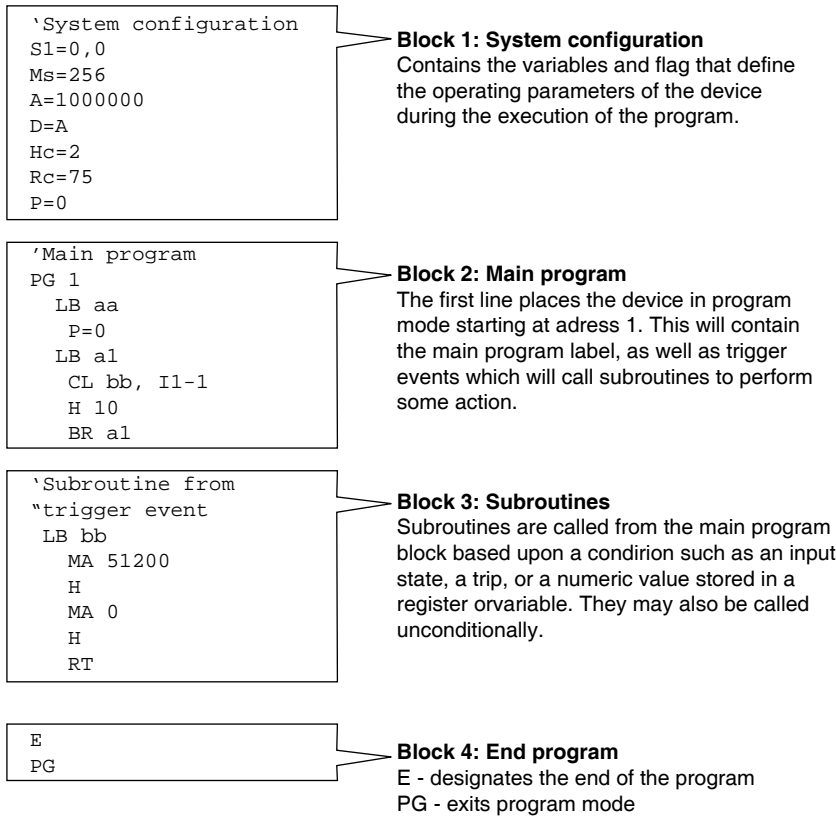 ‘System configuration
S1=0,0
Ms=256
A=1000000
D=A
Hc=2
Rc=75
P=0
Block 1: System configuration
Contains the variables and flag that define
the operating parameters of the device
during the execution of the program.
’Main program
PG 1
LB aa
P=0
LB a1
CL bb, I1-1
H 10
BR a1
Block 2: Main program
The first line places the device in program
mode starting at adress 1. This will contain
the main program label, as well as trigger
events which will call subroutines to perform
some action.
‘Subroutine from
“trigger event
LB bb
MA 51200
H
MA 0
H
RT
Block 3: Subroutines
Subroutines are called from the main program
block based upon a condirion such as an input
state, a trip, or a numeric value stored in a
register orvariable. They may also be called
unconditionally.
E
PG
Block 4: End program
E - designates the end of the program
PG - exits program mode